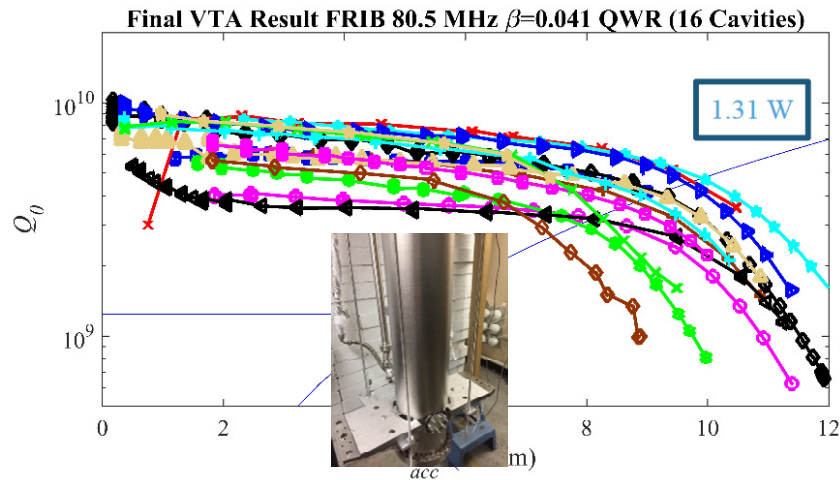 Final VTA Result FRIB 80.5 MHz β=0.041 QWR (16 Cavities)
1.31 W
10^10
10^9
Q_0
0 2 8 10 12
m)
acc